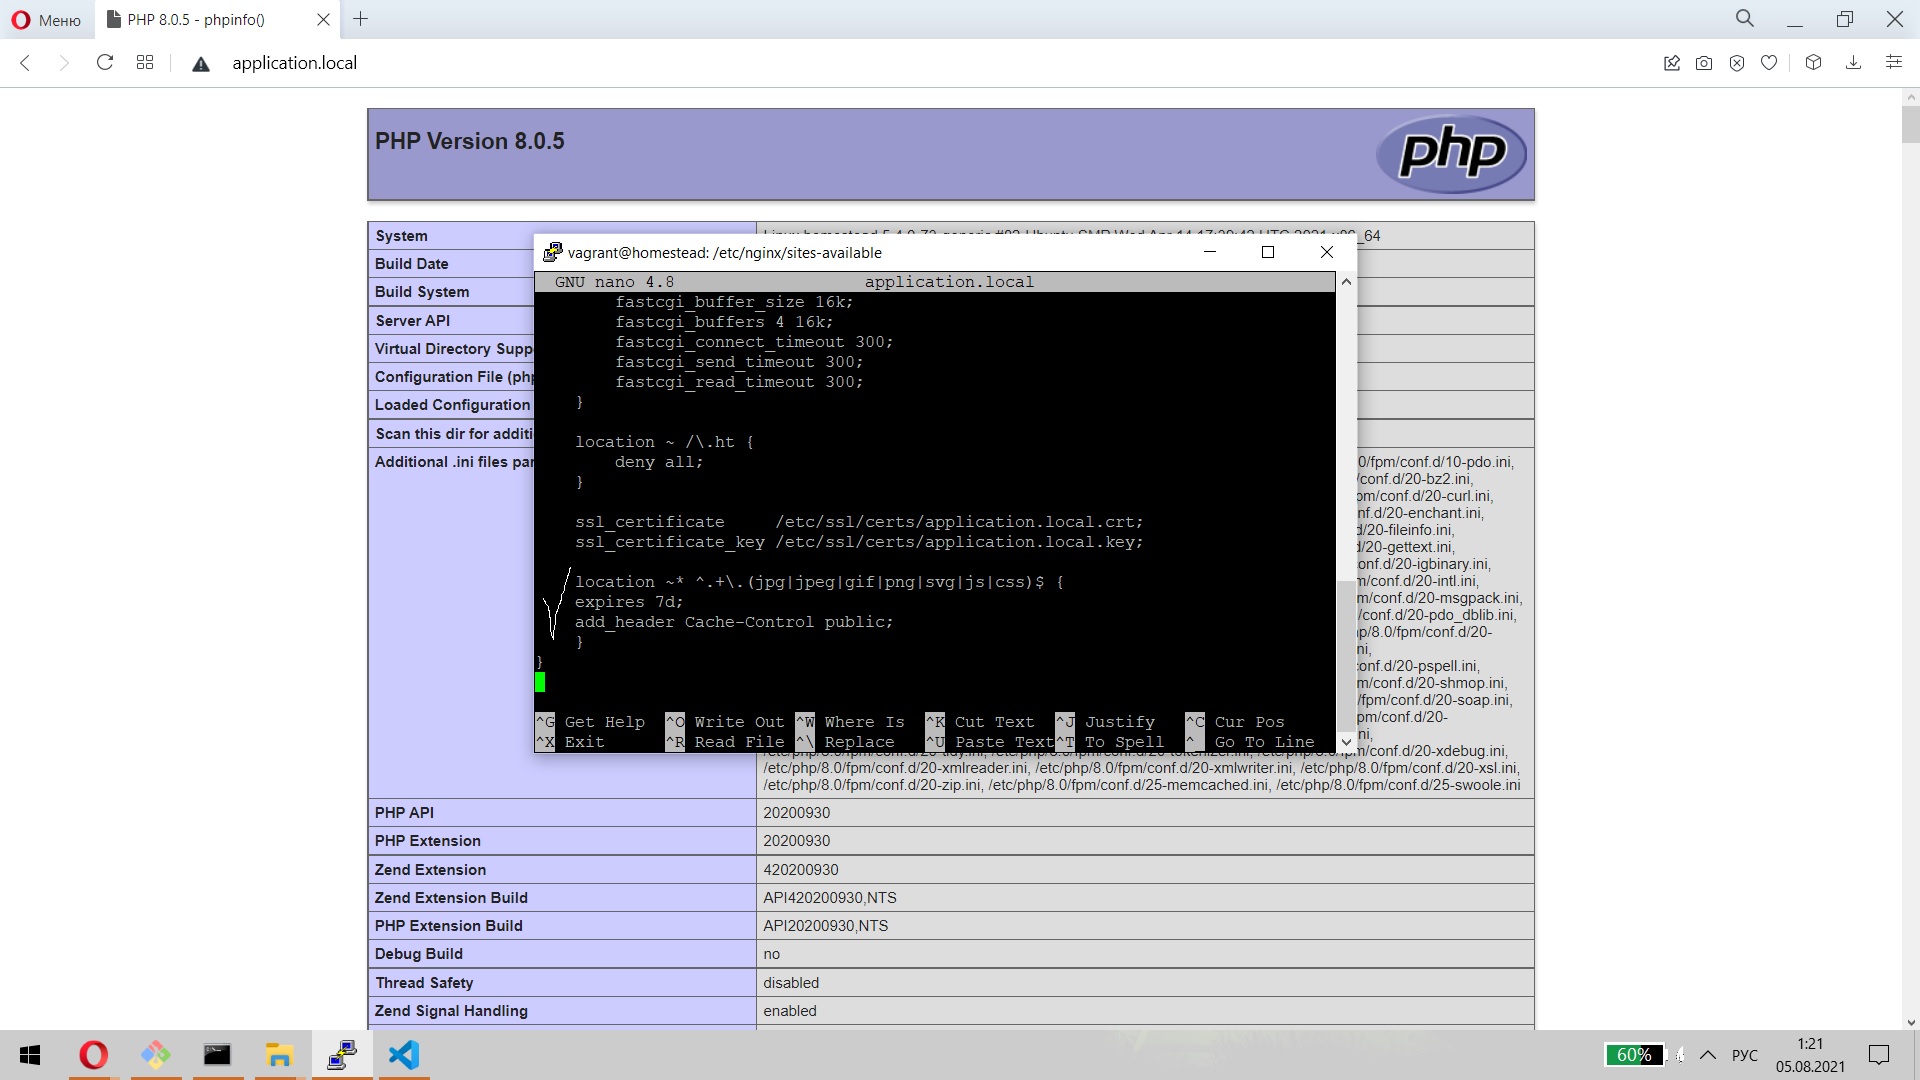 Меню
PHP 8.0.5 - phpinfo()
application.local
PHP Version 8.0.5
php
System
_64
Build Date
Build System
Server API
Virtual Directory Supp
Configuration File (php
Loaded Configuration
Scan this dir for additi
Additional .ini files par
0/fpm/conf.d/10-pdo.ini,
/conf.d/20-bz2.ini,
pm/conf.d/20-curl.ini,
nf.d/20-enchant.ini,
d/20-fileinfo.ini,
/20-gettext.ini,
/conf.d/20-igbinary.ini,
n/conf.d/20-intl.ini,
m/conf.d/20-msgpack.ini,
/conf.d/20-pdo_dblib.ini,
hp/8.0/fpm/conf.d/20-
ni,
conf.d/20-pspell.ini,
m/conf.d/20-shmop.ini,
/fpm/conf.d/20-soap.ini,
pm/conf.d/20-
ni,
m/conf.d/20-xdebug.ini,
/etc/php/8.0/fpm/conf.d/20-xmlreader.ini, /etc/php/8.0/fpm/conf.d/20-xmlwriter.ini, /etc/php/8.0/fpm/conf.d/20-xsl.ini,
/etc/php/8.0/fpm/conf.d/20-zip.ini, /etc/php/8.0/fpm/conf.d/25-memcached.ini, /etc/php/8.0/fpm/conf.d/25-swoole.ini
PHP API 20200930
PHP Extension 20200930
Zend Extension 420200930
Zend Extension Build API420200930,NTS
PHP Extension Build API20200930,NTS
Debug Build no
Thread Safety disabled
Zend Signal Handling enabled
vagrant@homestead: /etc/nginx/sites-available
GNU nano 4.8 application.local
fastcgi_buffer_size 16k;
fastcgi_buffers 4 16k;
fastcgi_connect_timeout 300;
fastcgi_send_timeout 300;
fastcgi_read_timeout 300;
}
location ~ /\.ht {
deny all;
}
ssl_certificate /etc/ssl/certs/application.local.crt;
ssl_certificate_key /etc/ssl/certs/application.local.key;
location ~* ^.+\.(jpg|jpeg|gif|png|svg|js|css)$ {
expires 7d;
add_header Cache-Control public;
}
}
^G Get Help ^O Write Out ^W Where Is ^K Cut Text ^J Justify ^C Cur Pos
^X Exit ^R Read File ^\ Replace ^U Paste Text ^T To Spell ^_ Go To Line
60%
РУС
1:21
05.08.2021